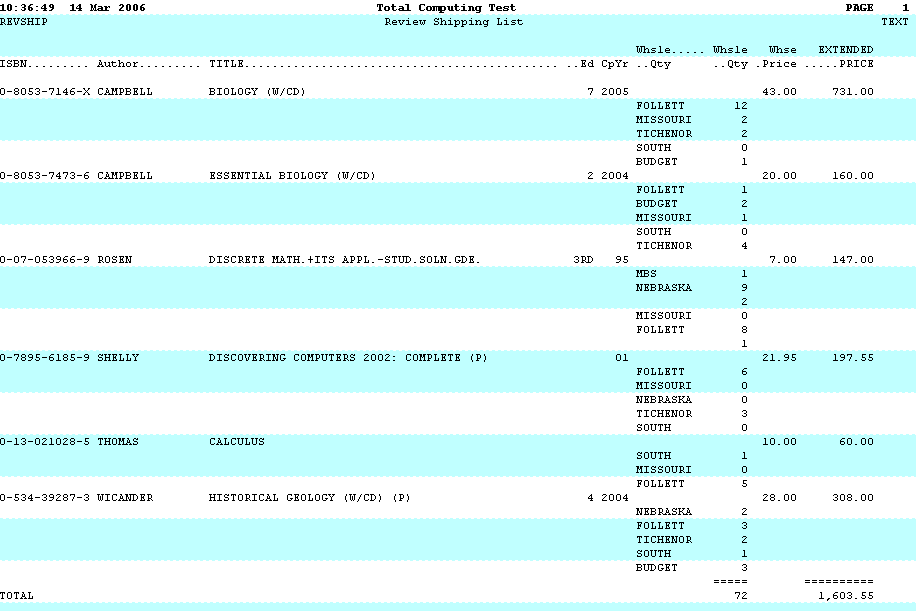 10:36:49  14 Mar 2006                                 Total Computing Test                                               PAGE    1
REVSHIP                                                Review Shipping List                                                   TEXT
                                                                                           Whsle..... Whsle   Whse   EXTENDED
ISBN......... Author......... TITLE............................................. ..Ed CpYr ..Qty      ..Qty .Price .....PRICE
0-8053-7146-X CAMPBELL        BIOLOGY (W/CD)                                        7 2005                   43.00     731.00
                                                                                           FOLLETT       12
                                                                                           MISSOURI       2
                                                                                           TICHENOR       2
                                                                                           SOUTH          0
                                                                                           BUDGET         1
0-8053-7473-6 CAMPBELL        ESSENTIAL BIOLOGY (W/CD)                              2 2004                   20.00     160.00
                                                                                           FOLLETT        1
                                                                                           BUDGET         2
                                                                                           MISSOURI       1
                                                                                           SOUTH          0
                                                                                           TICHENOR       4
0-07-053966-9 ROSEN           DISCRETE MATH.+ITS APPL.-STUD.SOLN.GDE.             3RD   95                    7.00     147.00
                                                                                           MBS            1
                                                                                           NEBRASKA       9
                                                                                                          2
                                                                                           MISSOURI       0
                                                                                           FOLLETT        8
                                                                                                          1
0-7895-6185-9 SHELLY          DISCOVERING COMPUTERS 2002: COMPLETE (P)                  01                   21.95     197.55
                                                                                           FOLLETT        6
                                                                                           MISSOURI       0
                                                                                           NEBRASKA       0
                                                                                           TICHENOR       3
                                                                                           SOUTH          0
0-13-021028-5 THOMAS          CALCULUS                                                                       10.00      60.00
                                                                                           SOUTH          1
                                                                                           MISSOURI       0
                                                                                           FOLLETT        5
0-534-39287-3 WICANDER        HISTORICAL GEOLOGY (W/CD) (P)                         4 2004                   28.00     308.00
                                                                                           NEBRASKA       2
                                                                                           FOLLETT        3
                                                                                           TICHENOR       2
                                                                                           SOUTH          1
                                                                                           BUDGET         3
                                                                                                      =====        ==========
TOTAL                                                                                                    72          1,603.55